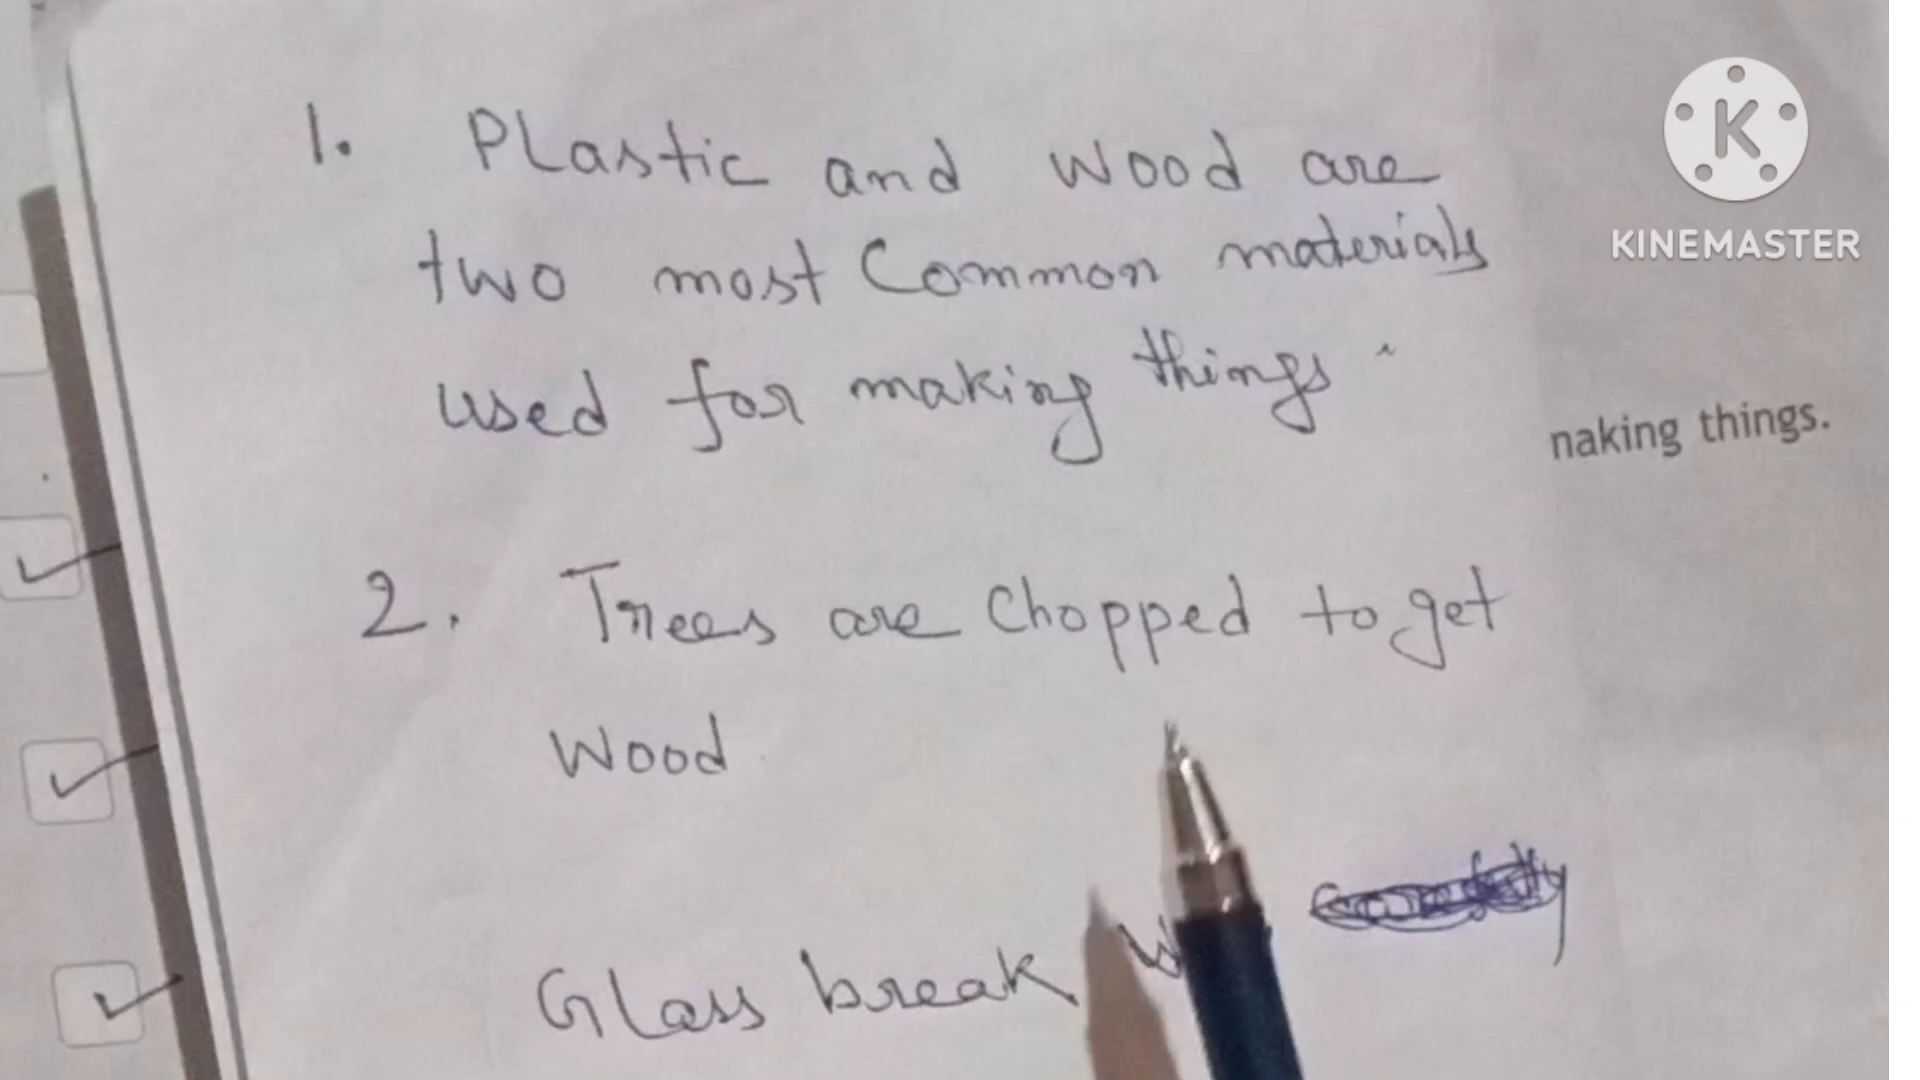 1. Plastic and wood are
two most Common materials
used for making things.
2. Trees are Chopped to get
Wood
Glass break
naking things.
K
KINEMASTER